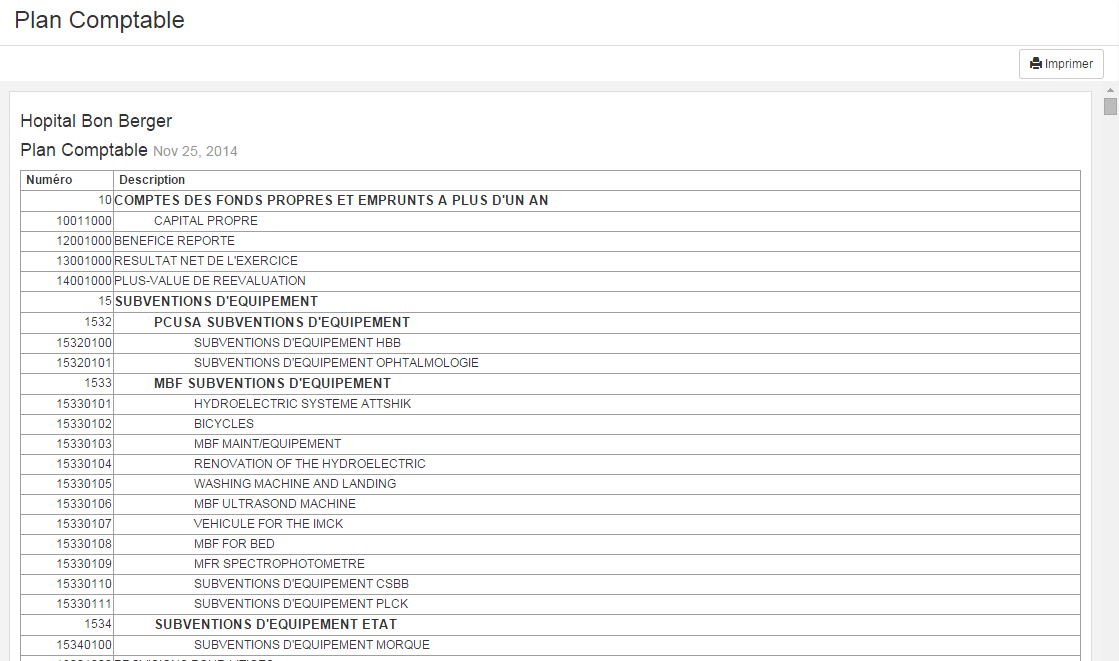 Plan Comptable
Imprimer
Hopital Bon Berger
Plan Comptable Nov 25, 2014
Numéro Description
10 COMPTES DES FONDS PROPRES ET EMPRUNTS A PLUS D'UN AN
10011000 CAPITAL PROPRE
12001000 BENEFICE REPORTE
13001000 RESULTAT NET DE L'EXERCICE
14001000 PLUS-VALUE DE REEVALUATION
15 SUBVENTIONS D'EQUIPEMENT
1532 PCUSA SUBVENTIONS D'EQUIPEMENT
15320100 SUBVENTIONS D'EQUIPEMENT HBB
15320101 SUBVENTIONS D'EQUIPEMENT OPHTALMOLOGIE
1533 MBF SUBVENTIONS D'EQUIPEMENT
15330101 HYDROELECTRIC SYSTEME ATTSHIK
15330102 BICYCLES
15330103 MBF MAINT/EQUIPEMENT
15330104 RENOVATION OF THE HYDROELECTRIC
15330105 WASHING MACHINE AND LANDING
15330106 MBF ULTRASOND MACHINE
15330107 VEHICULE FOR THE IMCK
15330108 MBF FOR BED
15330109 MFR SPECTROPHOTOMETRE
15330110 SUBVENTIONS D'EQUIPEMENT CSBB
15330111 SUBVENTIONS D'EQUIPEMENT PLCK
1534 SUBVENTIONS D'EQUIPEMENT ETAT
15340100 SUBVENTIONS D'EQUIPEMENT MORQUE